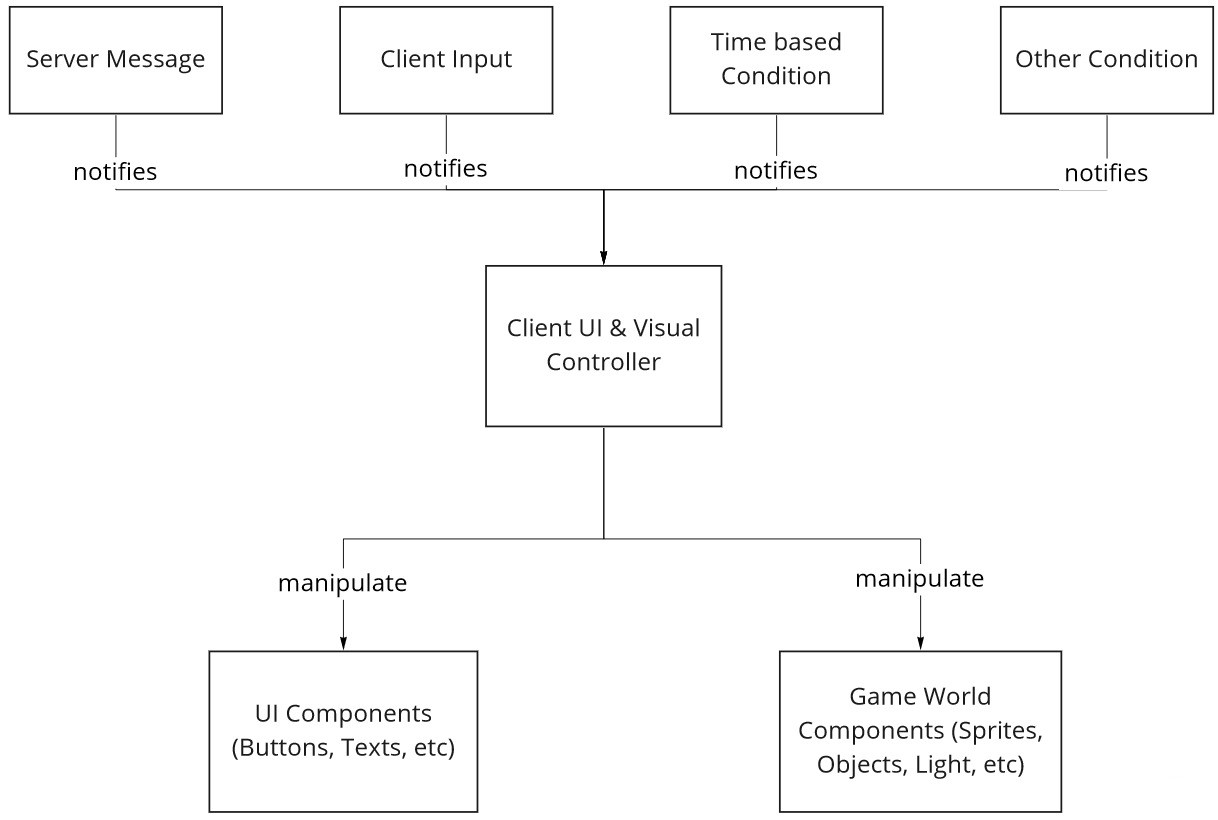 Server Message
Client Input
Time based
Condition
Other Condition
notifies
notifies
notifies
notifies
Client UI & Visual
Controller
manipulate
manipulate
UI Components
(Buttons, Texts, etc)
Game World
Components (Sprites,
Objects, Light, etc)